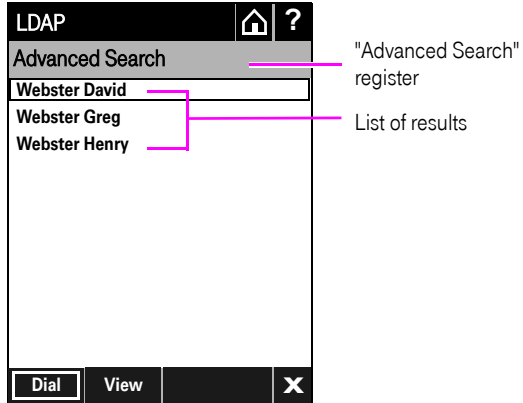 LDAP ?
Advanced Search
"Advanced Search"
register
Webster David
Webster Greg
Webster Henry
List of results
Dial View X